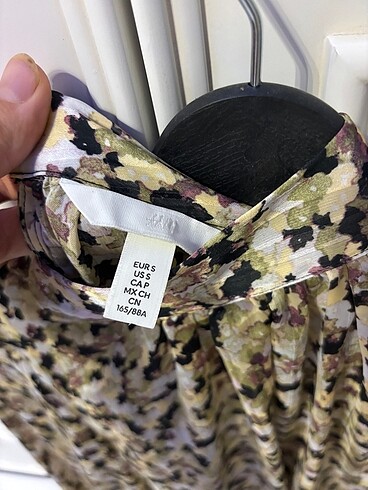 H&M
EUR S
US S
CA P
MX CH
CN
165/88A